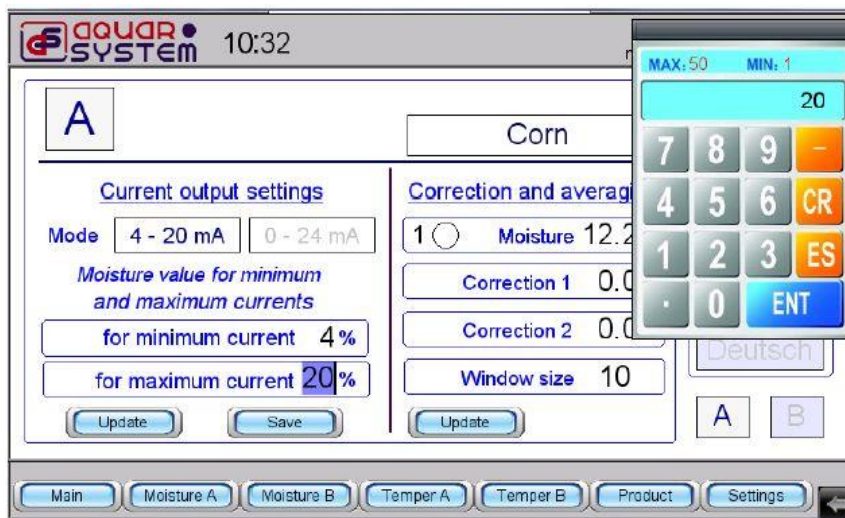 aquar
system
10:32
A
Corn
Current output settings
Mode 4 - 20 mA 0 - 24 mA
Moisture value for minimum
and maximum currents
for minimum current 4 %
for maximum current 20 %
Update Save
Correction and averagi
1 Moisture 12.2
Correction 1 0.0
Correction 2 0.0
Window size 10
Update
MAX: 50 MIN: 1
20
7 8 9 -
4 5 6 CR
1 2 3 ES
. 0 ENT
Deutsch
A B
Main Moisture A Moisture B Temper A Temper B Product Settings